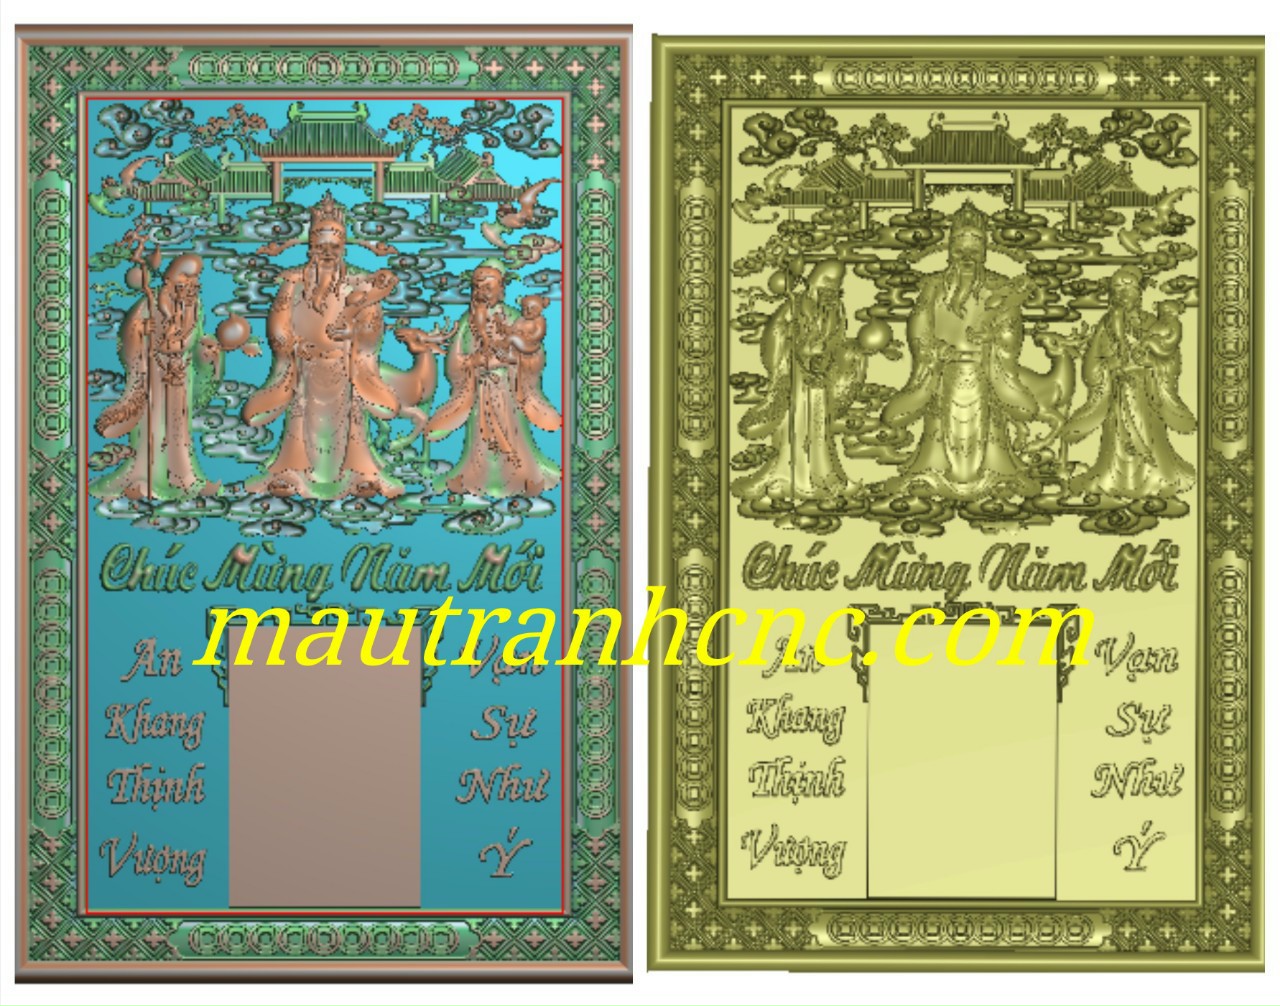 Chúc Mừng Năm Mới
An
Khang
Thịnh
Vượng
Vạn
Sự
Như
Ý
Chúc Mừng Năm Mới
An
Khang
Thịnh
Vượng
Vạn
Sự
Như
Ý
mautranhcnc.com